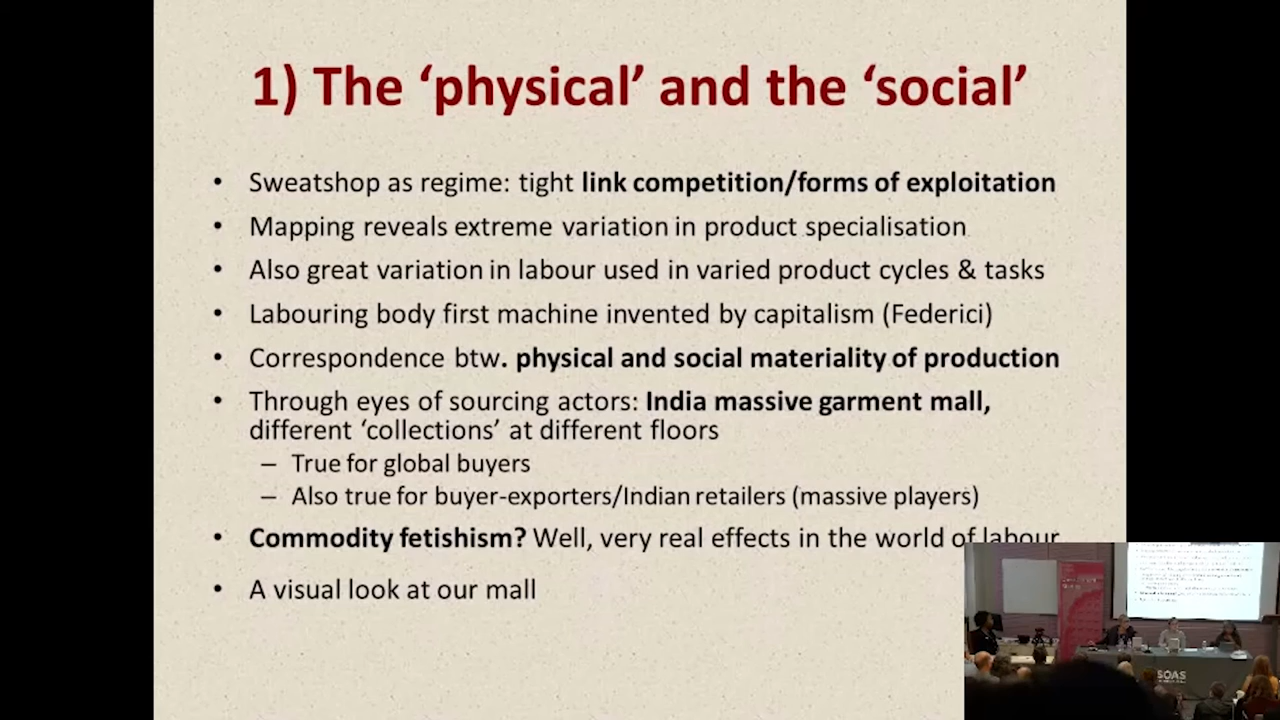 1) The ‘physical’ and the ‘social’
• Sweatshop as regime: tight link competition/forms of exploitation
• Mapping reveals extreme variation in product specialisation
• Also great variation in labour used in varied product cycles & tasks
• Labouring body first machine invented by capitalism (Federici)
• Correspondence btw. physical and social materiality of production
• Through eyes of sourcing actors: India massive garment mall,
different ‘collections’ at different floors
– True for global buyers
– Also true for buyer-exporters/Indian retailers (massive players)
• Commodity fetishism? Well, very real effects in the world of labour
• A visual look at our mall
SOAS